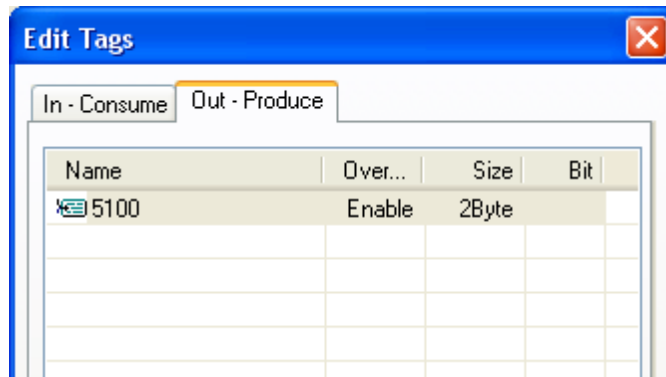 Edit Tags
In - Consume Out - Produce
Name Over... Size Bit
5100 Enable 2Byte